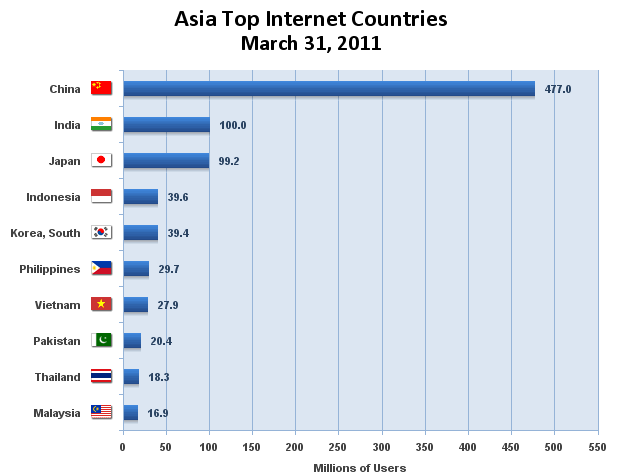 Asia Top Internet Countries
March 31, 2011
China 477.0
India 100.0
Japan 99.2
Indonesia 39.6
Korea, South 39.4
Philippines 29.7
Vietnam 27.9
Pakistan 20.4
Thailand 18.3
Malaysia 16.9
0 50 100 150 200 250 300 350 400 450 500 550
Millions of Users